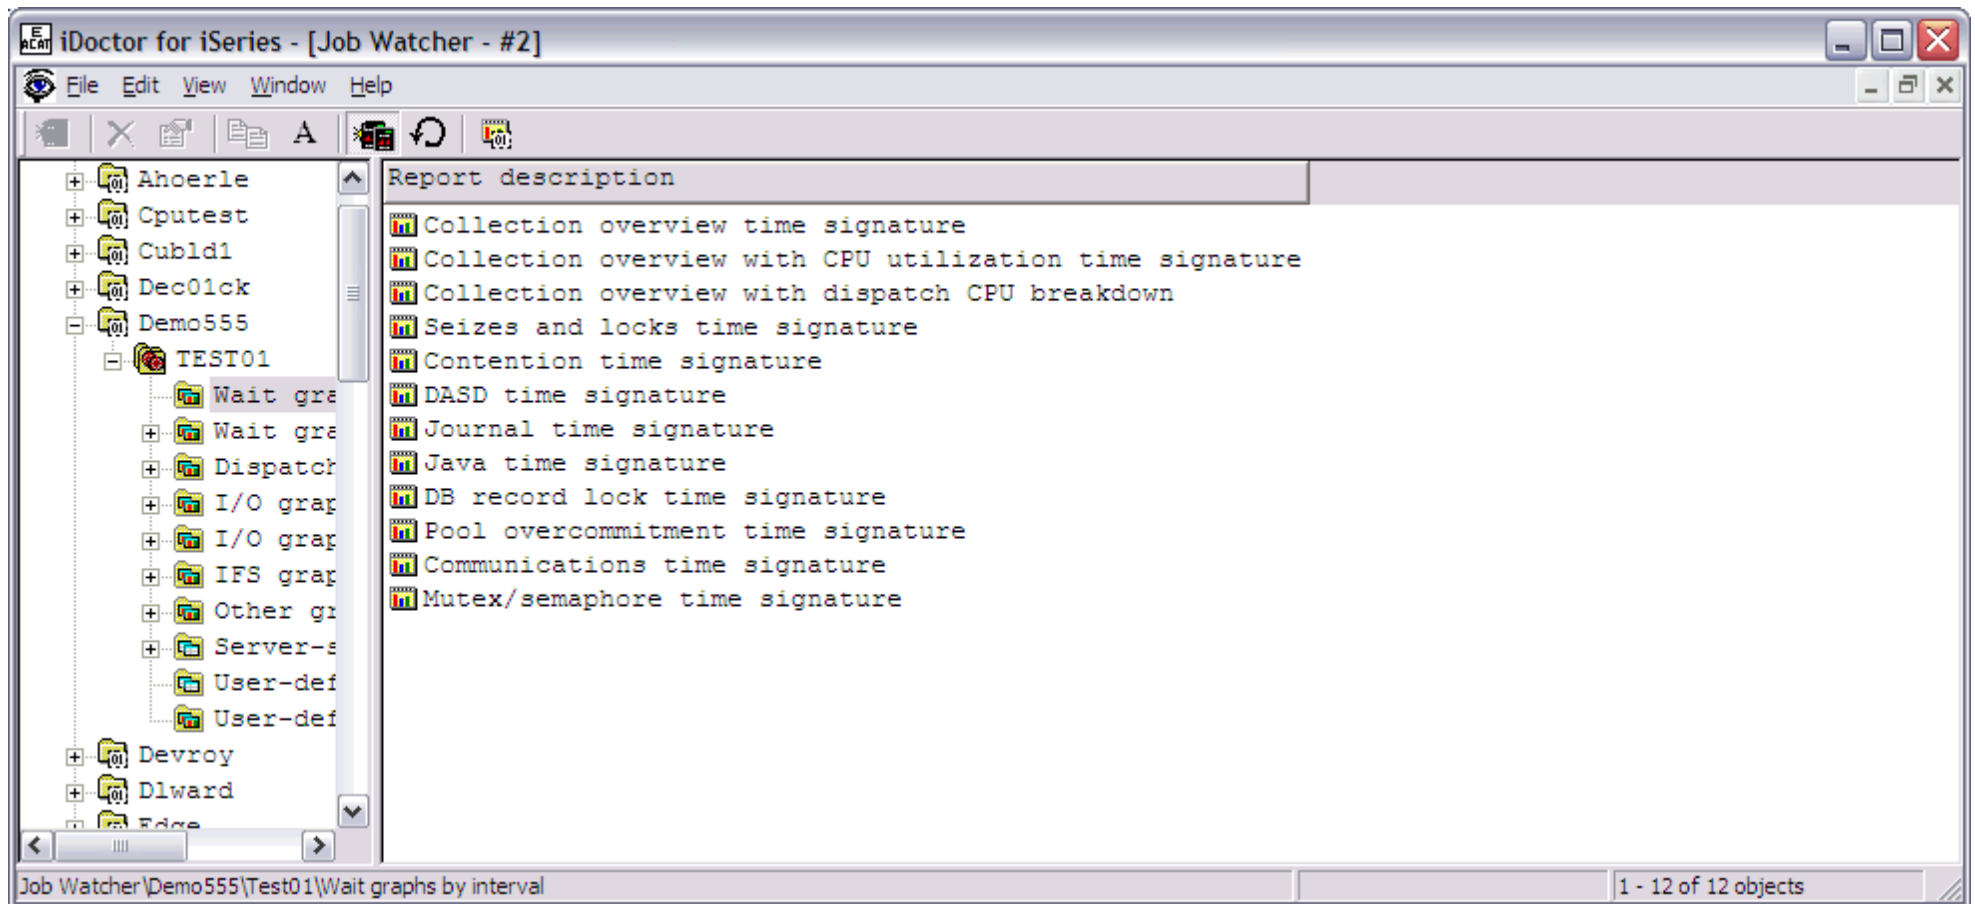 iDoctor for iSeries - [Job Watcher - #2]
File Edit View Window Help
A
Ahoerle
Cputest
Cubld1
Dec01ck
Demo555
TEST01
Wait gra
Wait gra
Dispatch
I/O grap
I/O grap
IFS grap
Other gr
Server-s
User-def
User-def
Devroy
Dlward
Edge
Report description
Collection overview time signature
Collection overview with CPU utilization time signature
Collection overview with dispatch CPU breakdown
Seizes and locks time signature
Contention time signature
DASD time signature
Journal time signature
Java time signature
DB record lock time signature
Pool overcommitment time signature
Communications time signature
Mutex/semaphore time signature
Job Watcher\Demo555\Test01\Wait graphs by interval
1 - 12 of 12 objects